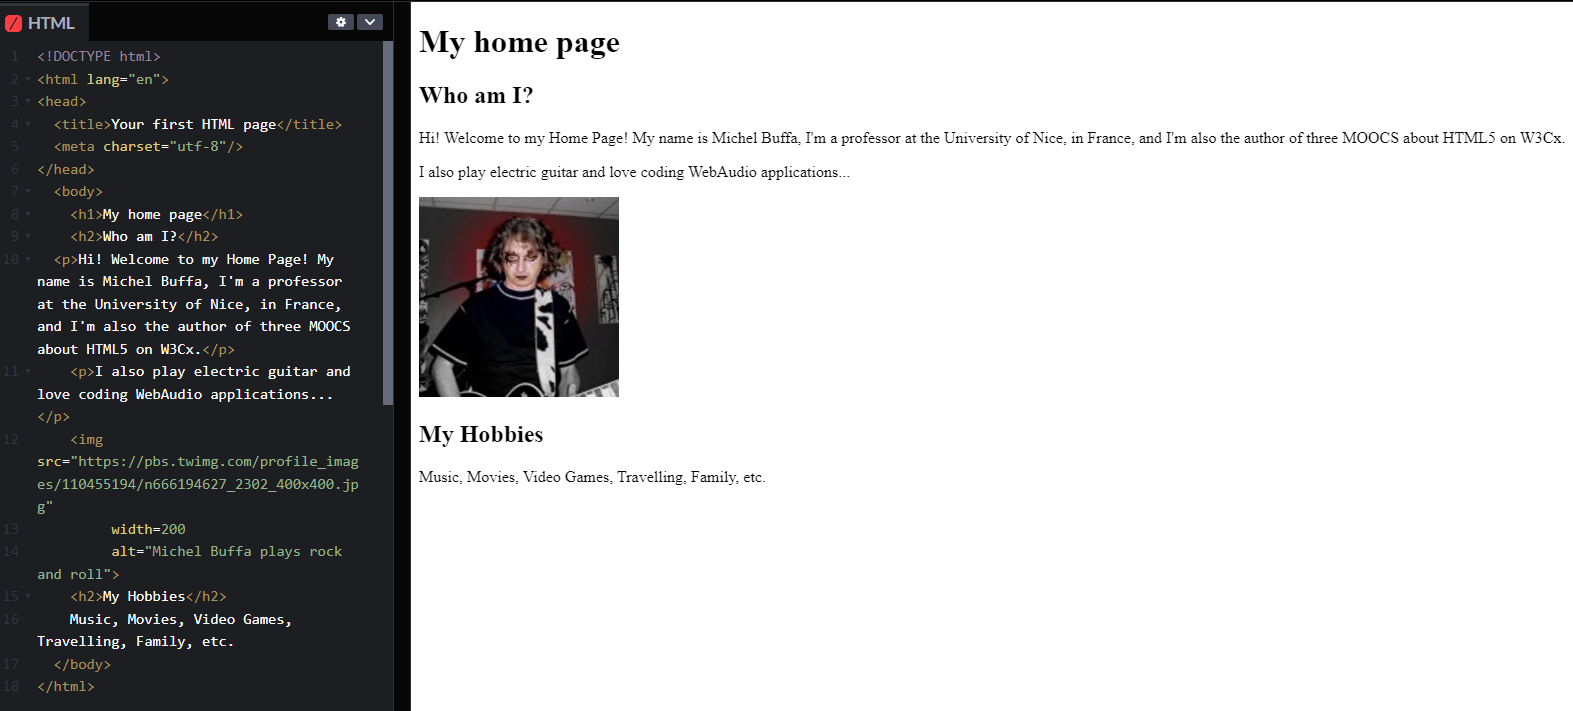 HTML
1 <!DOCTYPE html>
2 <html lang="en">
3 <head>
4 <title>Your first HTML page</title>
5 <meta charset="utf-8"/>
6 </head>
7 <body>
8 <h1>My home page</h1>
9 <h2>Who am I?</h2>
10 <p>Hi! Welcome to my Home Page! My
name is Michel Buffa, I'm a professor
at the University of Nice, in France,
and I'm also the author of three MOOCS
about HTML5 on W3Cx.</p>
11 <p>I also play electric guitar and
love coding WebAudio applications...
</p>
12 <img
src="https://pbs.twimg.com/profile_imag
es/110455194/n666194627_2302_400x400.jp
g"
13 width=200
14 alt="Michel Buffa plays rock
and roll">
15 <h2>My Hobbies</h2>
16 Music, Movies, Video Games,
Travelling, Family, etc.
17 </body>
18 </html>
My home page
Who am I?
Hi! Welcome to my Home Page! My name is Michel Buffa, I'm a professor at the University of Nice, in France, and I'm also the author of three MOOCS about HTML5 on W3Cx.
I also play electric guitar and love coding WebAudio applications...
My Hobbies
Music, Movies, Video Games, Travelling, Family, etc.